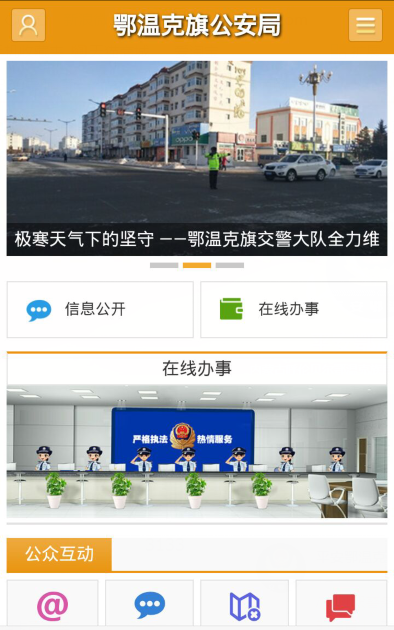 鄂温克旗公安局
极寒天气下的坚守 ——鄂温克旗交警大队全力维
信息公开
在线办事
在线办事
严格执法 热情服务
公众互动